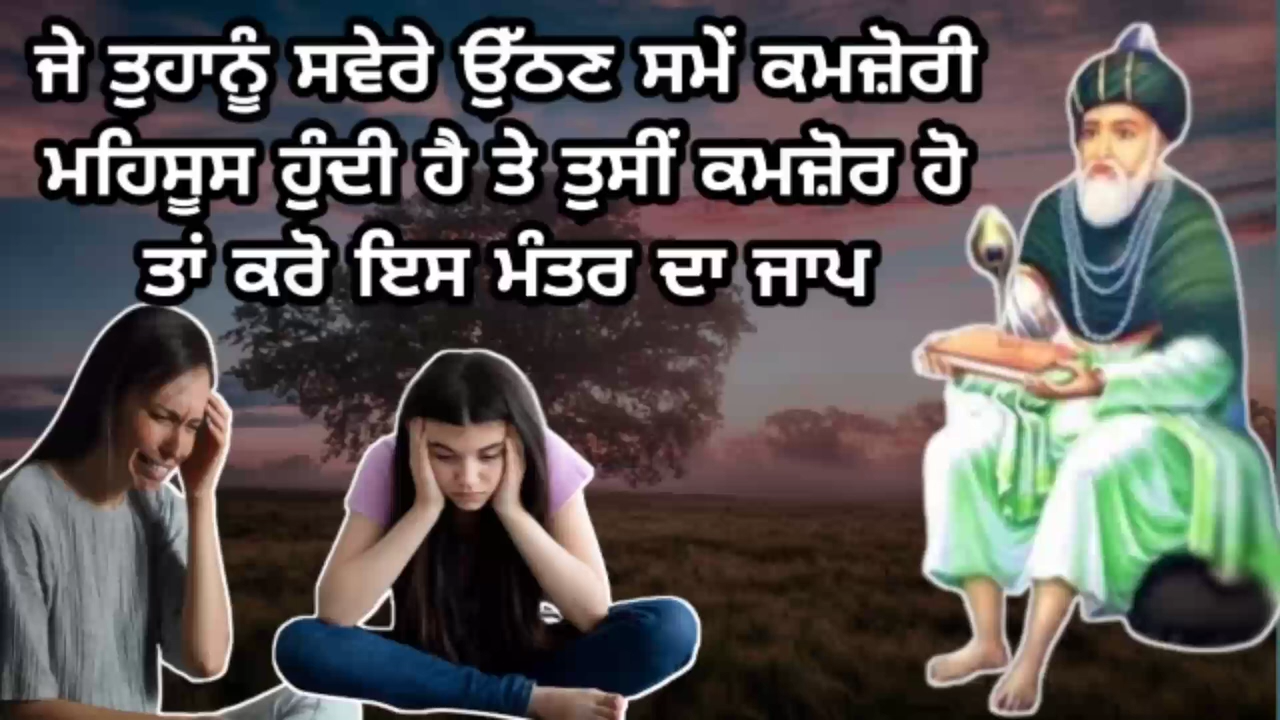 ਜੇ ਤੁਹਾਨੂੰ ਸਵੇਰੇ ਉੱਠਣ ਸਮੇਂ ਕਮਜ਼ੋਰੀ
ਮਹਿਸੂਸ ਹੁੰਦੀ ਹੈ ਤੇ ਤੁਸੀਂ ਕਮਜ਼ੋਰ ਹੋ
ਤਾਂ ਕਰੋ ਇਸ ਮੰਤਰ ਦਾ ਜਾਪ